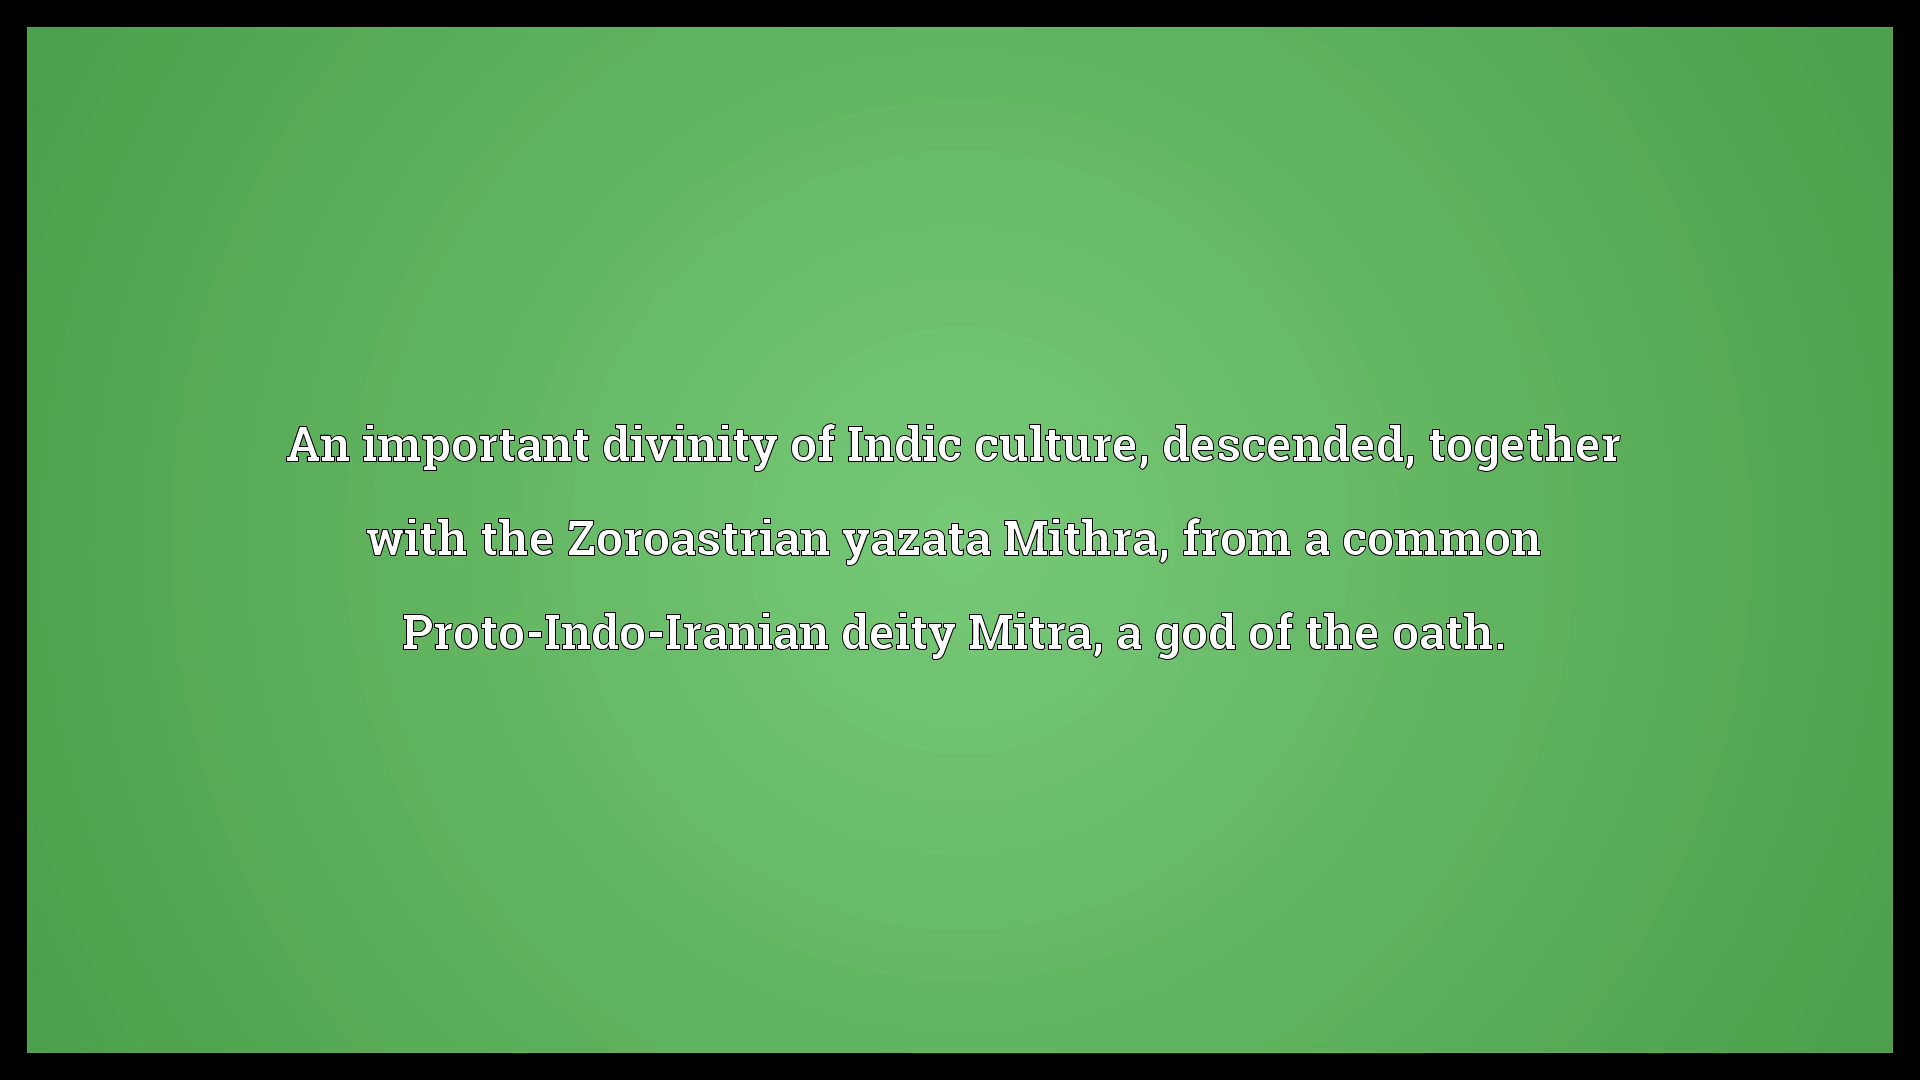 An important divinity of Indic culture, descended, together
with the Zoroastrian yazata Mithra, from a common
Proto-Indo-Iranian deity Mitra, a god of the oath.